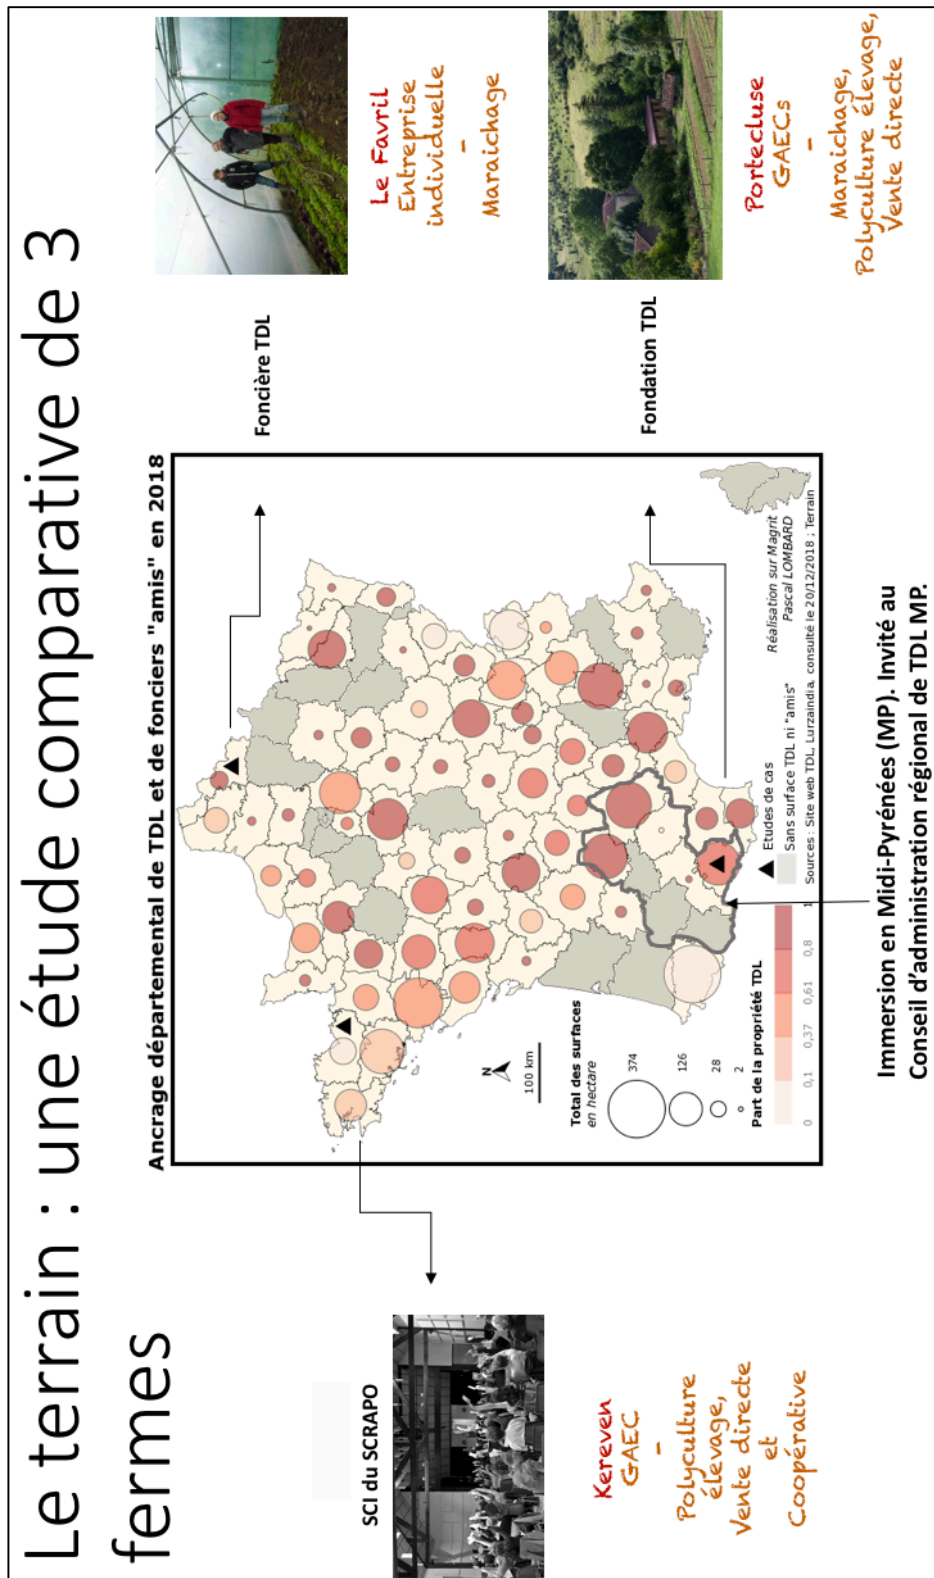 Le terrain : une étude comparative de 3
fermes
SCI du SCRAPO
Kereven
GAEC
-
Polyculture
élevage,
Vente directe
et
Coopérative
Ancrage départemental de TDL et de fonciers "amis" en 2018
N
100 km
Total des surfaces
en hectare
374
126
28
2
Part de la propriété TDL
0
0,1
0,37
0,61
0,8
1
Etudes de cas
Sans surface TDL ni "amis"
Réalisation sur Magrit
Pascal LOMBARD
Sources : Site web TDL, Lurzaindia, consulté le 20/12/2018 ; Terrain
Immersion en Midi-Pyrénées (MP). Invité au
Conseil d'administration régional de TDL MP.
Foncière TDL
Le Favril
Entreprise
individuelle
-
Maraichage
Fondation TDL
Portecluse
GAECs
-
Maraichage,
Polyculture élevage,
Vente directe